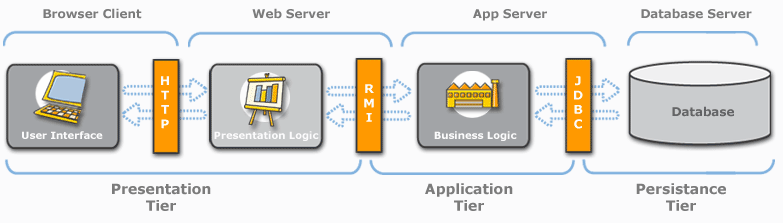 Browser Client
Web Server
App Server
Database Server
HTTP
RMI
JDBC
User Interface
Presentation Logic
Business Logic
Database
Presentation
Tier
Application
Tier
Persistance
Tier